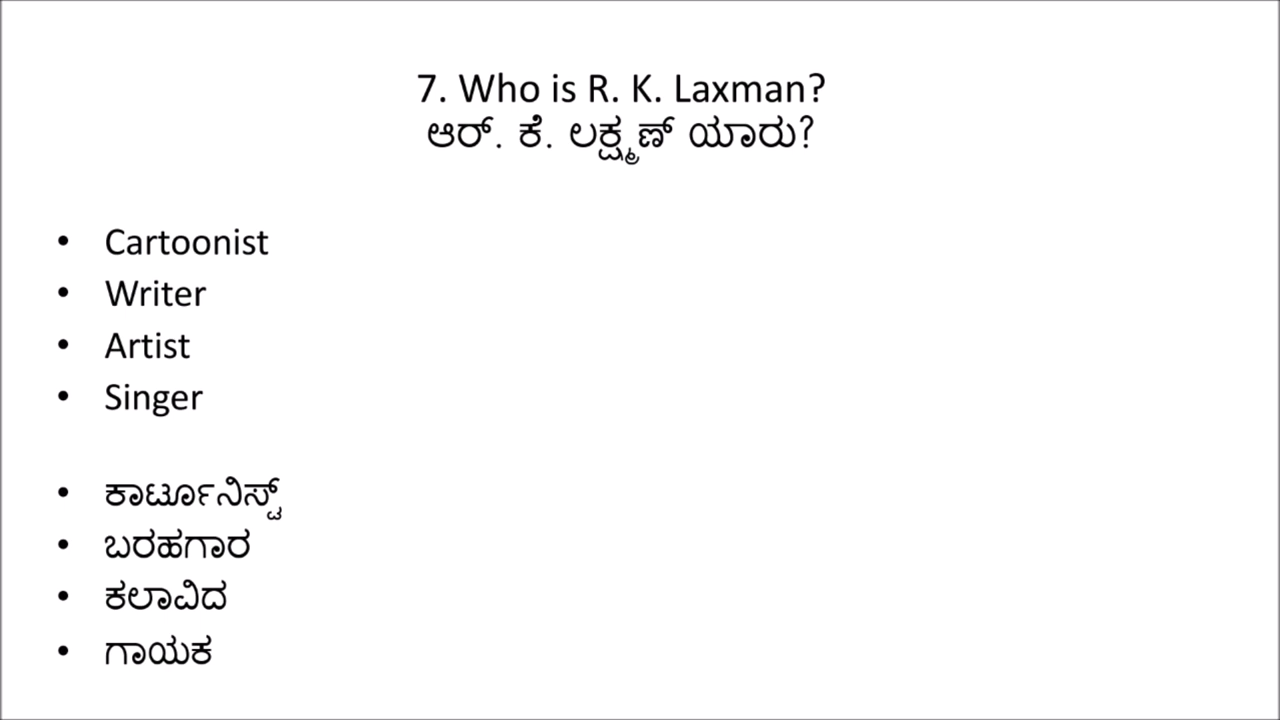 7. Who is R. K. Laxman?
ಆರ್. ಕೆ. ಲಕ್ಷ್ಮಣ್ ಯಾರು?
• Cartoonist
• Writer
• Artist
• Singer
• ಕಾರ್ಟೂನಿಸ್ಟ್
• ಬರಹಗಾರ
• ಕಲಾವಿದ
• ಗಾಯಕ